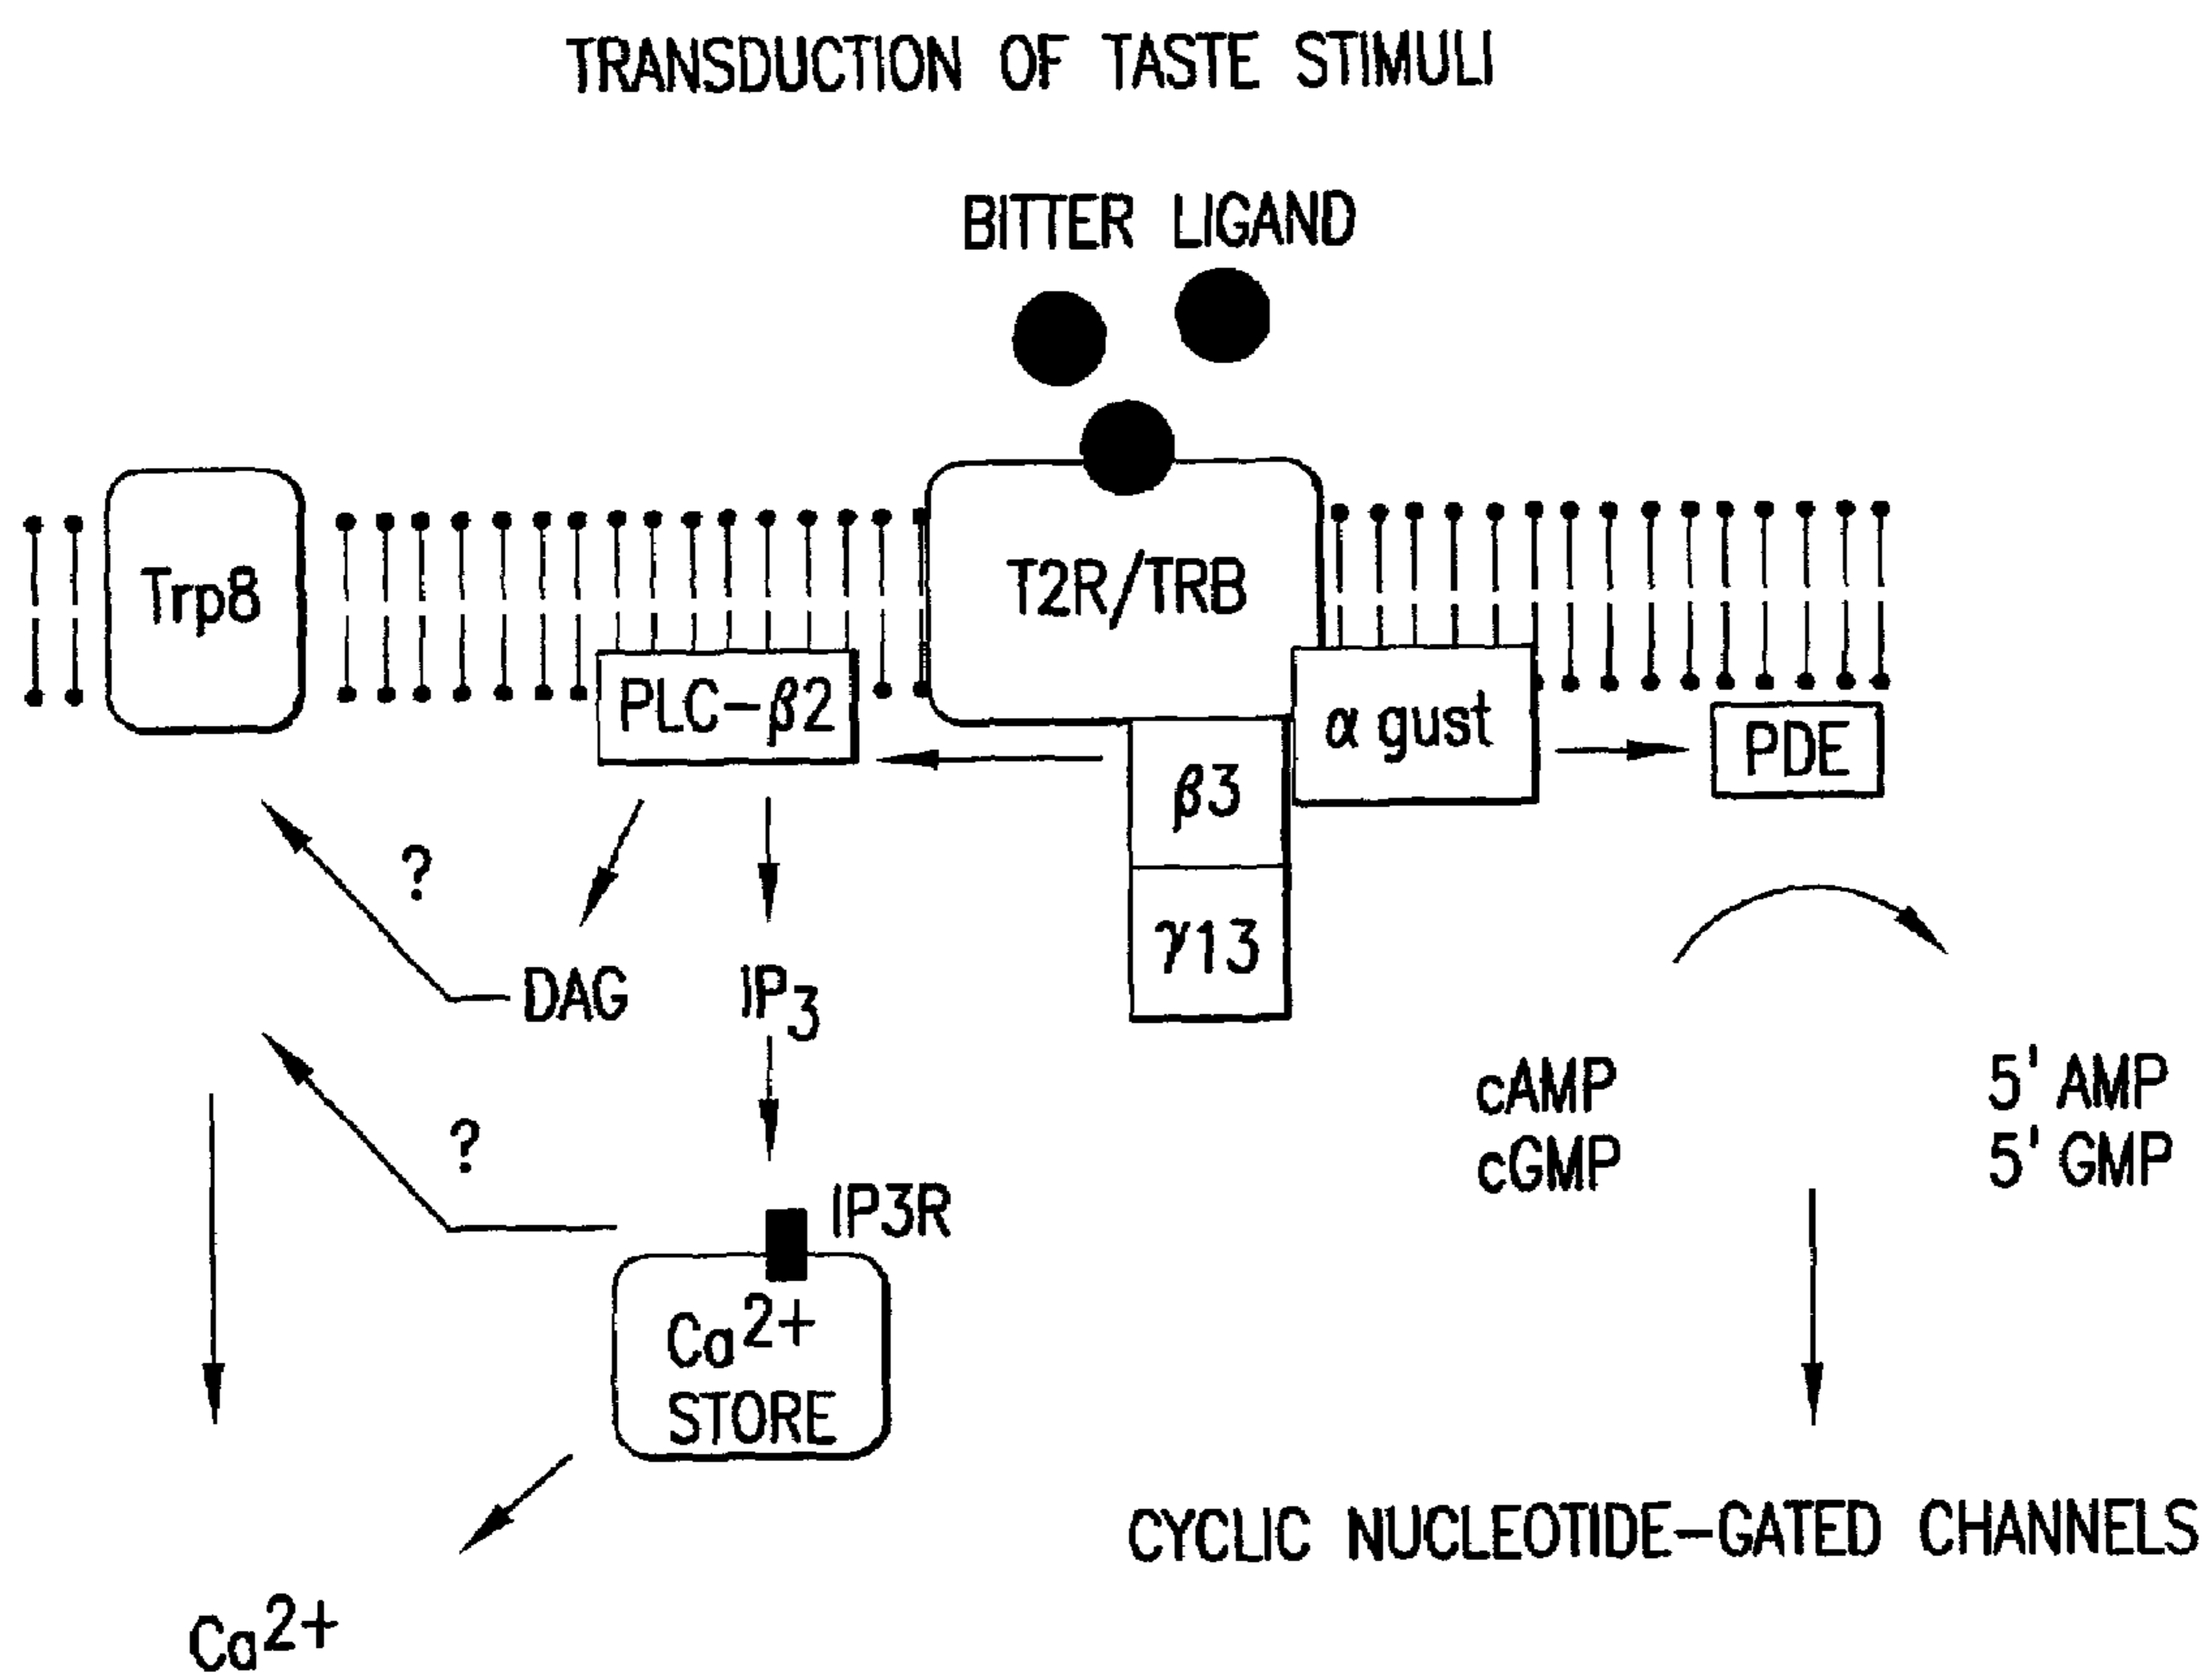 TRANSDUCTION OF TASTE STIMULI
BITTER LIGAND
Trp8
T2R/TRB
PLC-β2
α gust
PDE
β3
?
γ13
DAG
IP3
cAMP
cGMP
5' AMP
5' GMP
?
IP3R
Ca2+
STORE
CYCLIC NUCLEOTIDE-GATED CHANNELS
Ca2+